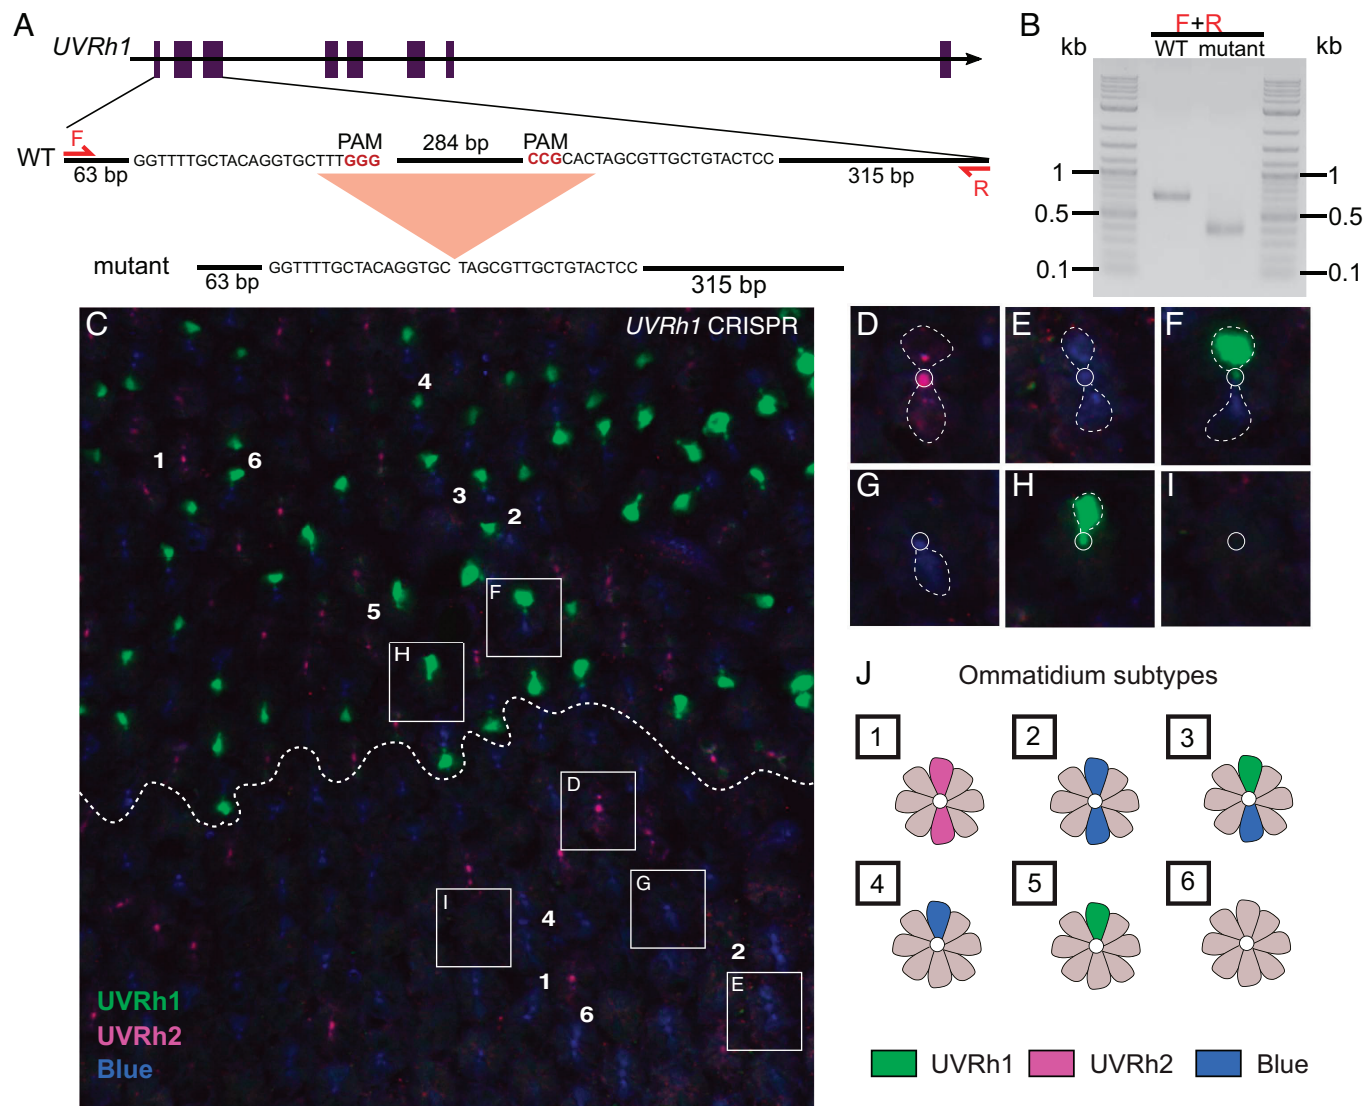 A
UVRh1
B
F+R
kb WT mutant kb
F
PAM 284 bp PAM
WT GGTTTTGCTACAGGTGCTTTGGG CCGCACTAGCGTTGCTGTACTCC
63 bp 315 bp
R
mutant GGTTTTGCTACAGGTGC TAGCGTTGCTGTACTCC
63 bp 315 bp
1 1
0.5 0.5
0.1 0.1
C
UVRh1 CRISPR
4
1 6
3
2
5
F
H
D
G
I
4
2
1
E
6
UVRh1
UVRh2
Blue
D E F
G H I
J Ommatidium subtypes
1 2 3
4 5 6
UVRh1 UVRh2 Blue